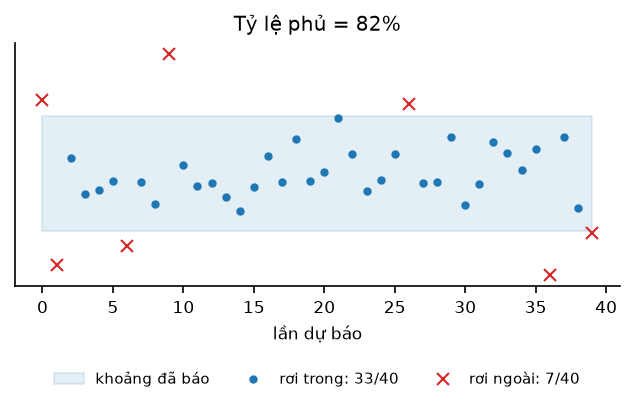 Tỷ lệ phủ = 82%
0 5 10 15 20 25 30 35 40
lần dự báo
khoảng đã báo rơi trong: 33/40 rơi ngoài: 7/40